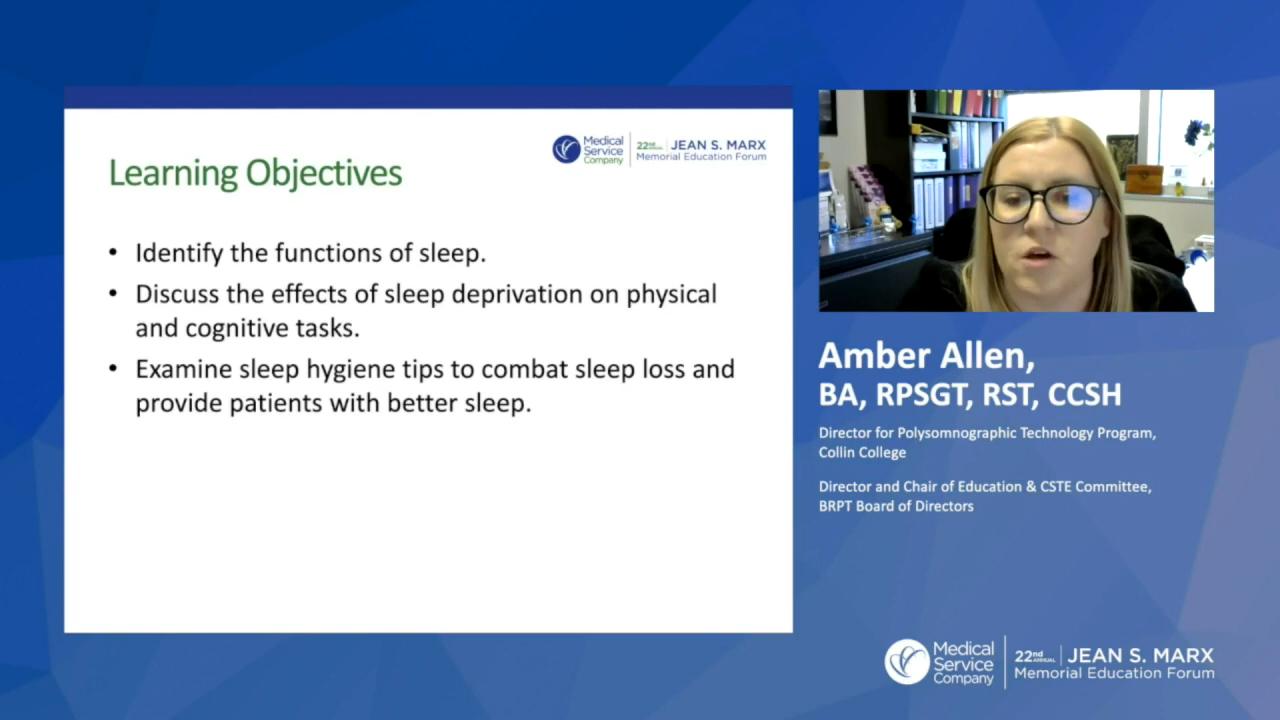 Medical
Service
Company
22nd ANNUAL
JEAN S. MARX
Memorial Education Forum
Learning Objectives
• Identify the functions of sleep.
• Discuss the effects of sleep deprivation on physical
and cognitive tasks.
• Examine sleep hygiene tips to combat sleep loss and
provide patients with better sleep.
Amber Allen,
BA, RPSGT, RST, CCSH
Director for Polysomnographic Technology Program,
Collin College
Director and Chair of Education & CSTE Committee,
BRPT Board of Directors
Medical
Service
Company
22nd ANNUAL
JEAN S. MARX
Memorial Education Forum